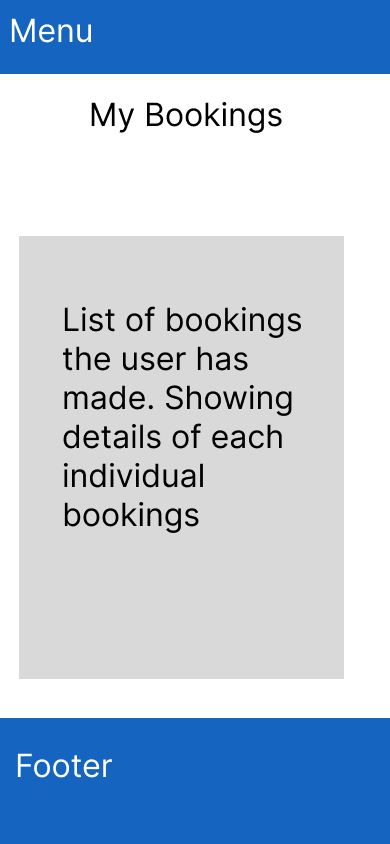 Menu
My Bookings
List of bookings
the user has
made. Showing
details of each
individual
bookings
Footer